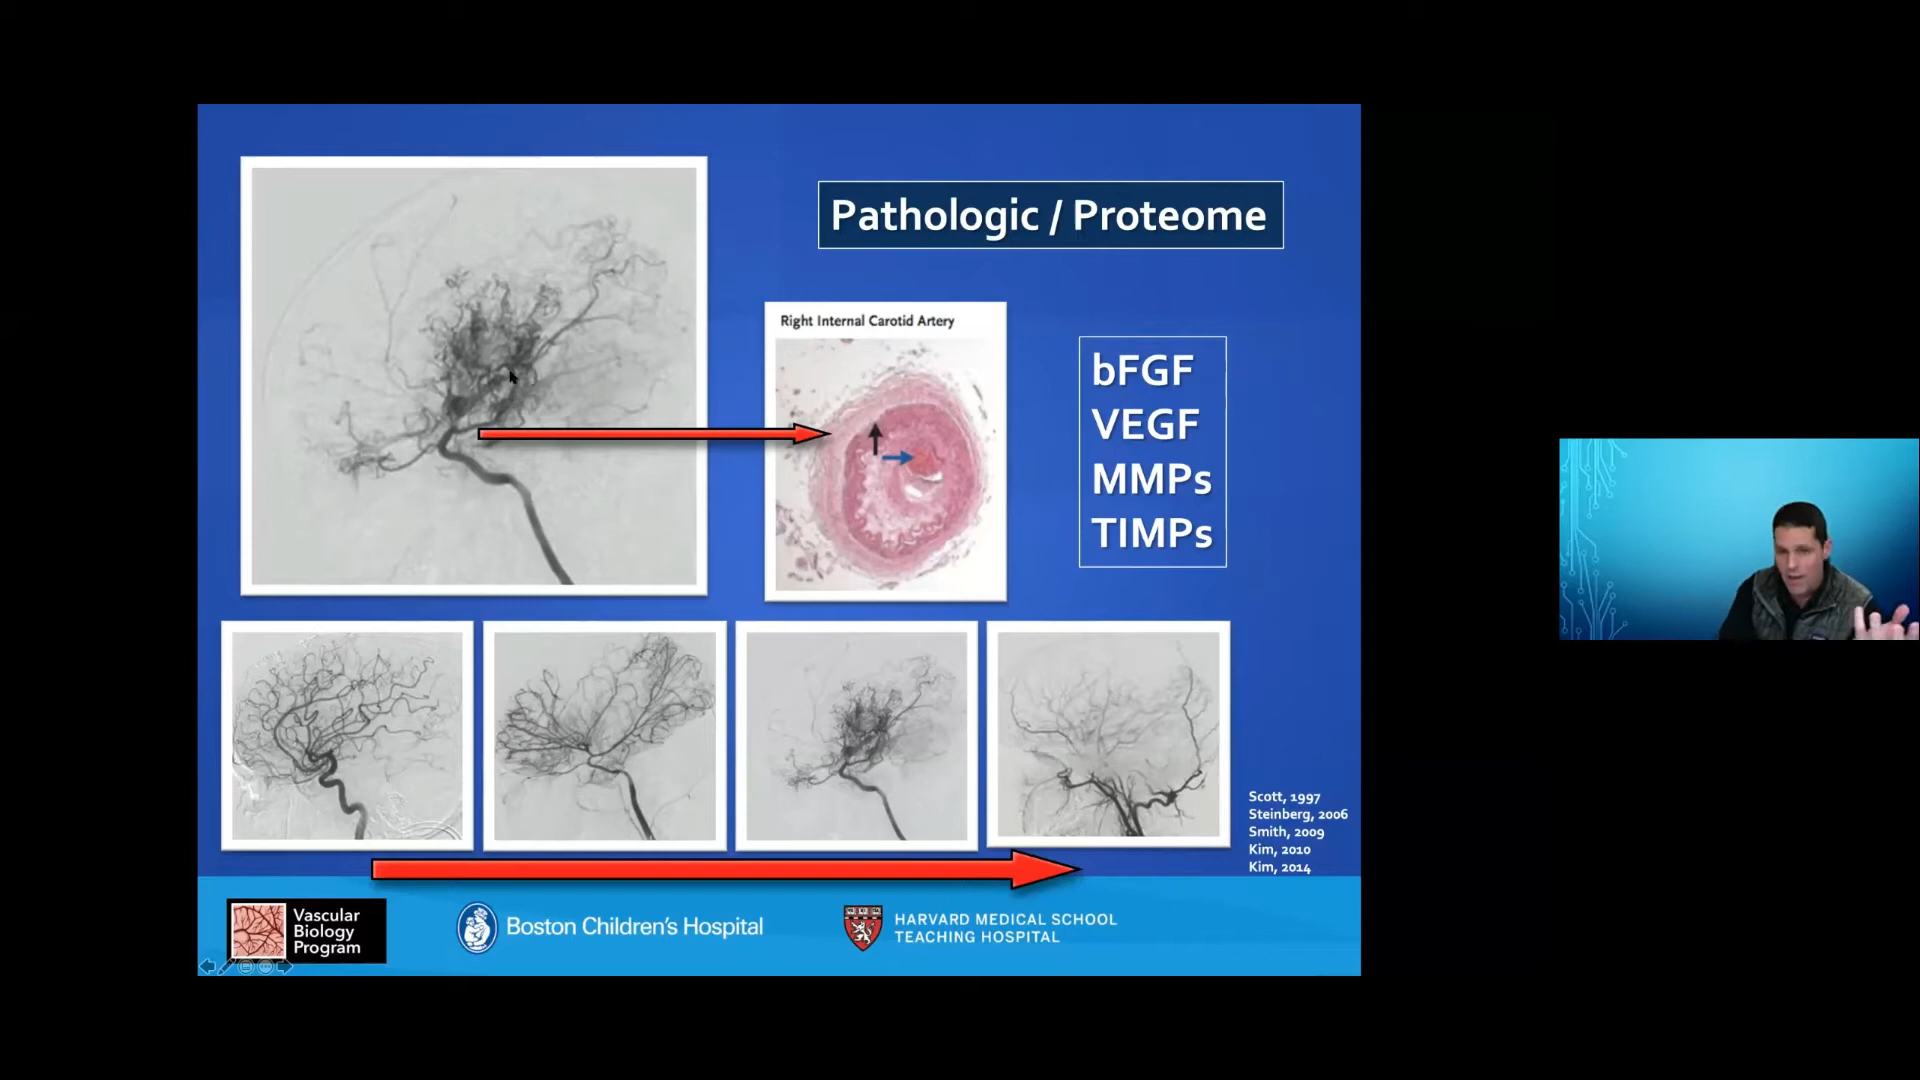 Pathologic / Proteome
Right Internal Carotid Artery
bFGF
VEGF
MMPs
TIMPs
Scott, 1997
Steinberg, 2006
Smith, 2009
Kim, 2010
Kim, 2014
Vascular
Biology
Program
Boston Children's Hospital
HARVARD MEDICAL SCHOOL
TEACHING HOSPITAL